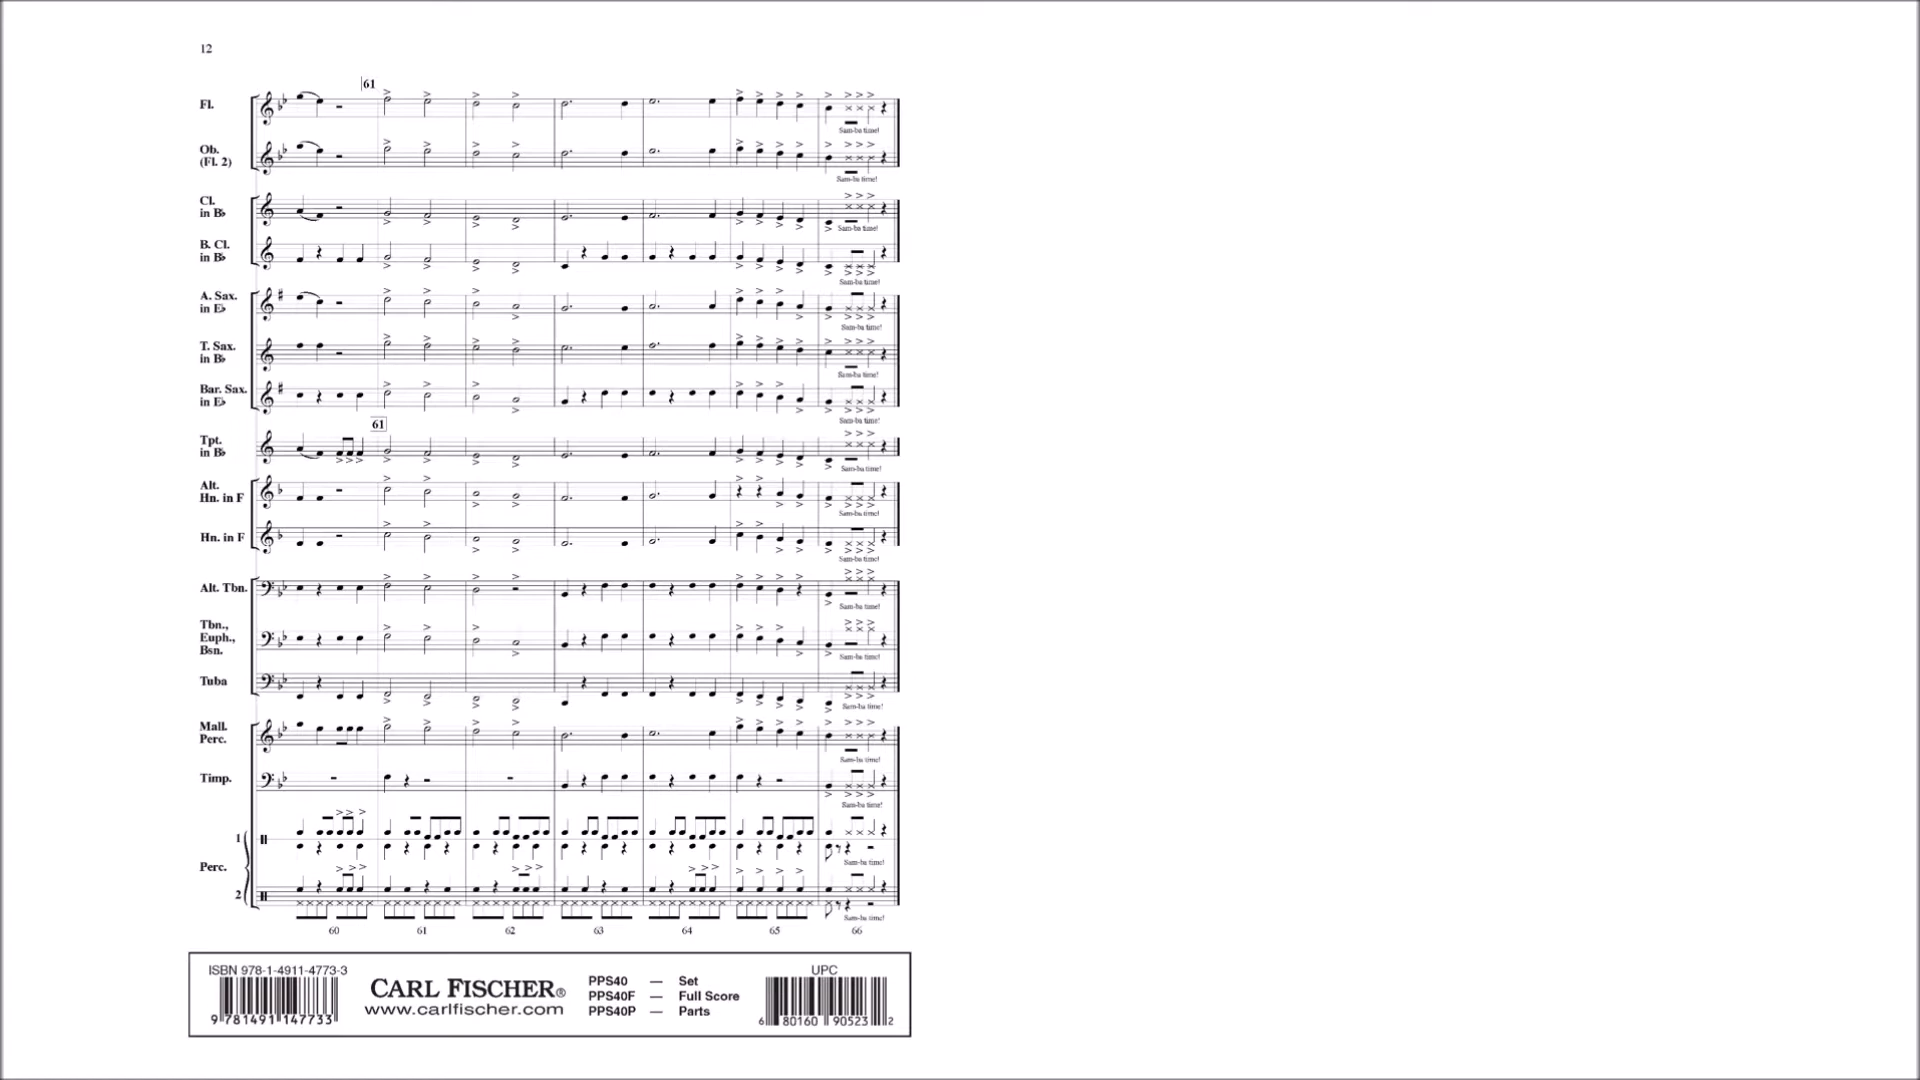 12
61
Fl.
Sam-ba time!
Ob.
(Fl. 2)
Sam-ba time!
Cl.
in B♭
Sam-ba time!
B. Cl.
in B♭
Sam-ba time!
A. Sax.
in E♭
Sam-ba time!
T. Sax.
in B♭
Sam-ba time!
Bar. Sax.
in E♭
Sam-ba time!
61
Tpt.
in B♭
Sam-ba time!
Alt.
Hn. in F
Sam-ba time!
Hn. in F
Sam-ba time!
Alt. Tbn.
Sam-ba time!
Tbn.,
Euph.,
Bsn.
Sam-ba time!
Tuba
Sam-ba time!
Mall.
Perc.
Sam-ba time!
Timp.
Sam-ba time!
1
Sam-ba time!
Perc.
2
Sam-ba time!
60 61 62 63 64 65 66
ISBN 978-1-4911-4773-3
9 781491 147733
CARL FISCHER®
www.carlfischer.com
PPS40 — Set
PPS40F — Full Score
PPS40P — Parts
UPC
6 80160 90523 2